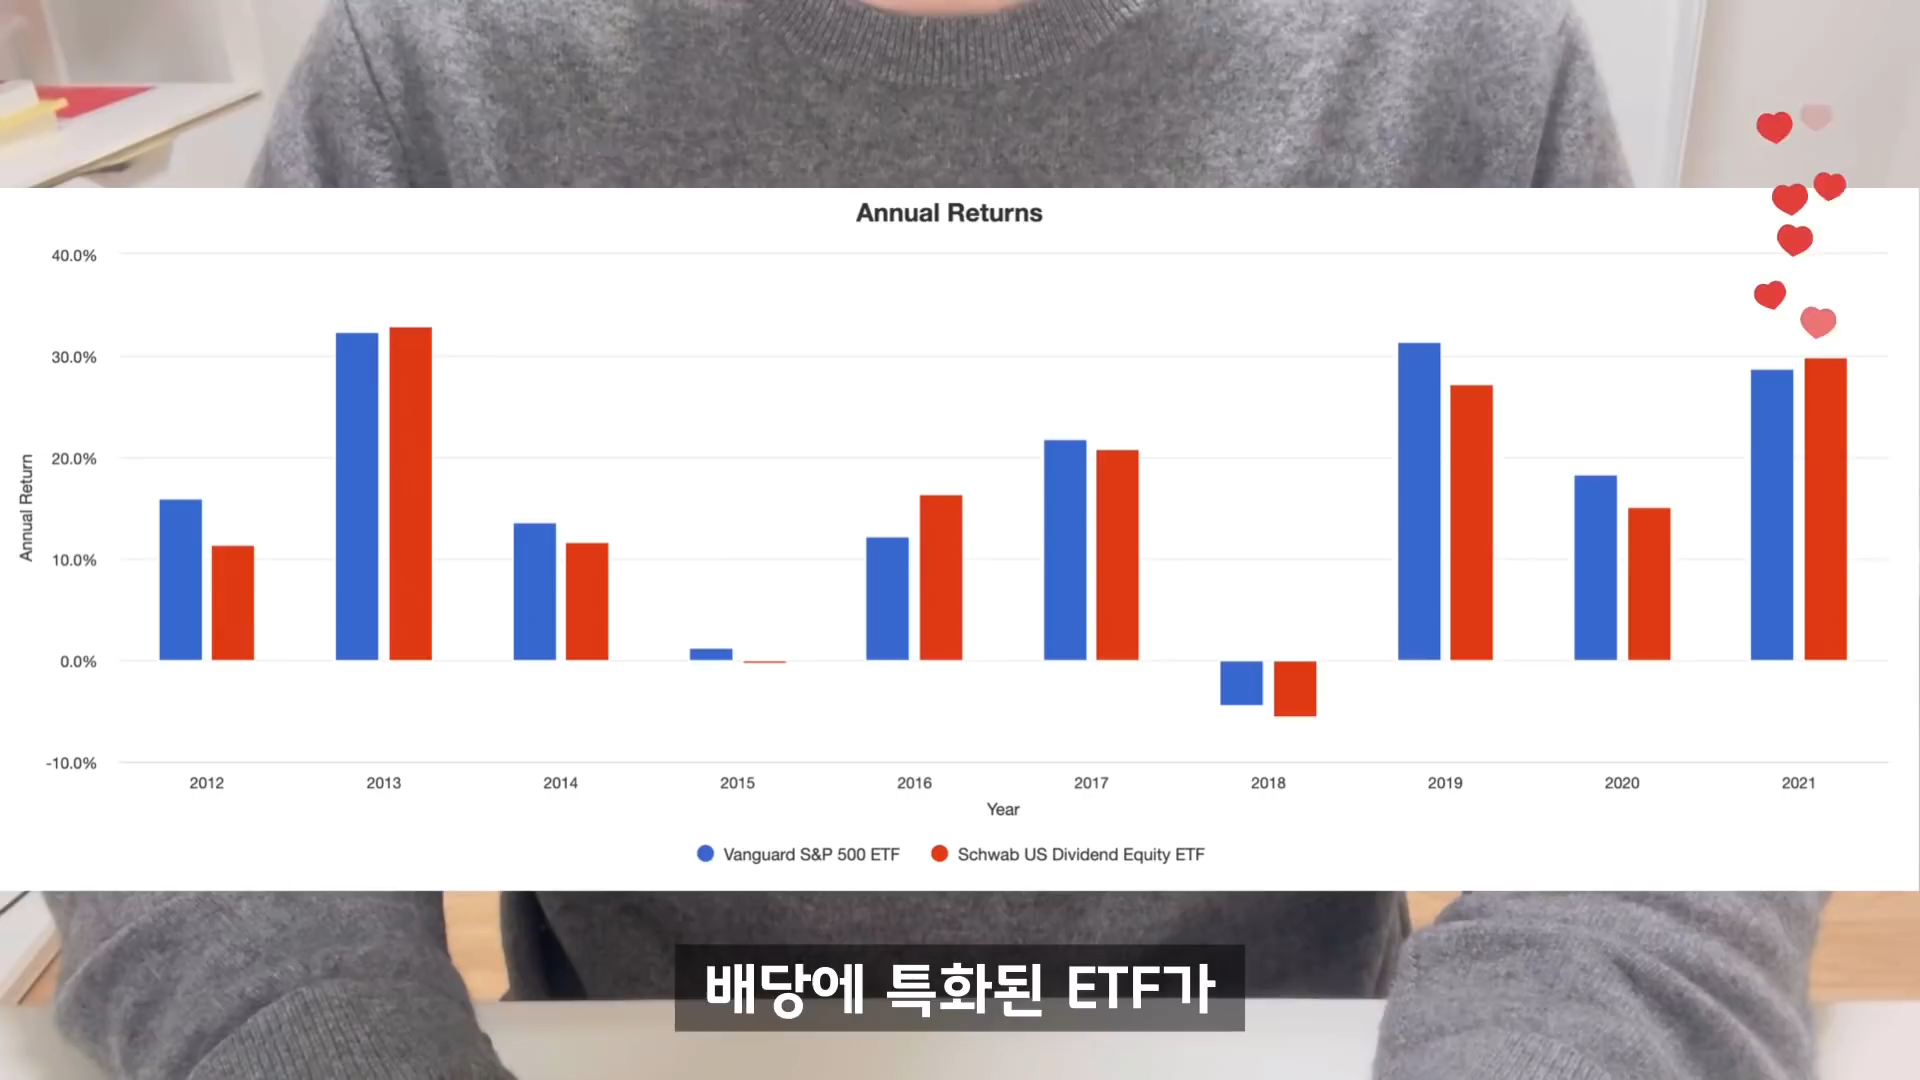 Annual Returns
40.0%
30.0%
20.0%
10.0%
0.0%
-10.0%
Annual Return
2012 2013 2014 2015 2016 2017 2018 2019 2020 2021
Year
Vanguard S&P 500 ETF Schwab US Dividend Equity ETF
배당에 특화된 ETF가